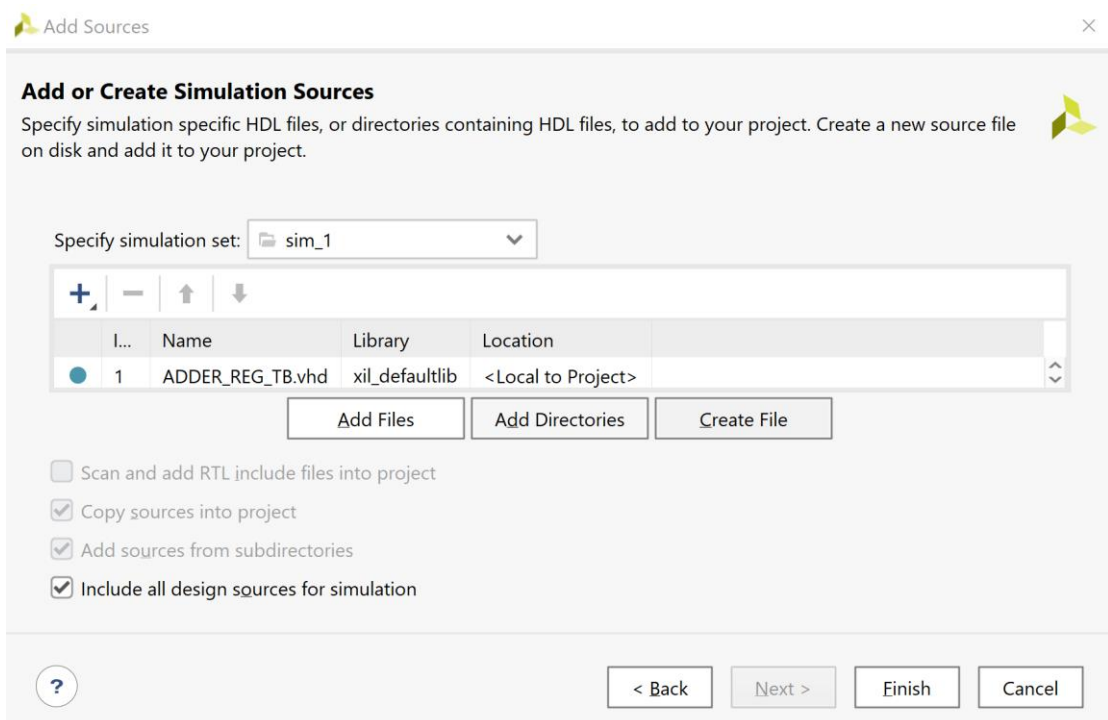 Add Sources
Add or Create Simulation Sources
Specify simulation specific HDL files, or directories containing HDL files, to add to your project. Create a new source file
on disk and add it to your project.
Specify simulation set: sim_1
I... Name Library Location
1 ADDER_REG_TB.vhd xil_defaultlib <Local to Project>
Add Files Add Directories Create File
Scan and add RTL include files into project
Copy sources into project
Add sources from subdirectories
Include all design sources for simulation
? < Back Next > Finish Cancel